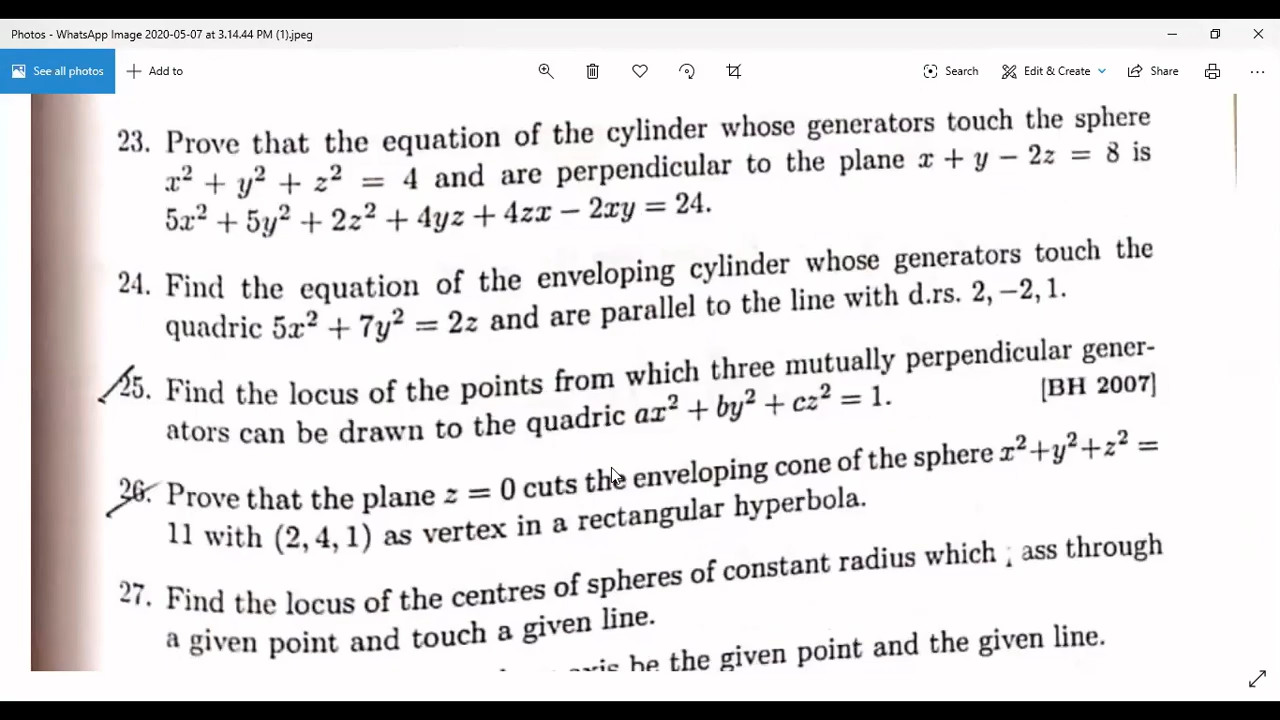 Photos - WhatsApp Image 2020-05-07 at 3.14.44 PM (1).jpeg
See all photos
Add to
Search
Edit & Create
Share
23. Prove that the equation of the cylinder whose generators touch the sphere
x² + y² + z² = 4 and are perpendicular to the plane x + y − 2z = 8 is
5x² + 5y² + 2z² + 4yz + 4zx − 2xy = 24.
24. Find the equation of the enveloping cylinder whose generators touch the
quadric 5x² + 7y² = 2z and are parallel to the line with d.rs. 2, −2, 1.
25. Find the locus of the points from which three mutually perpendicular gener-
ators can be drawn to the quadric ax² + by² + cz² = 1. [BH 2007]
26. Prove that the plane z = 0 cuts the enveloping cone of the sphere x²+y²+z² =
11 with (2, 4, 1) as vertex in a rectangular hyperbola.
27. Find the locus of the centres of spheres of constant radius which ass through
a given point and touch a given line.
be the given point and the given line.